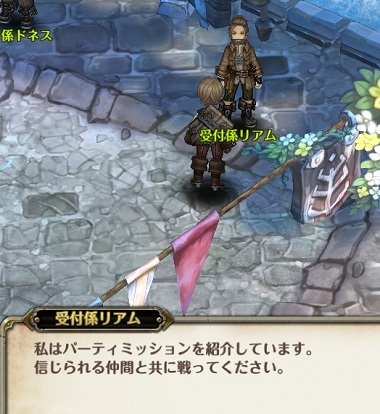 係ドネス
受付係リアム
受付係リアム
私はパーティミッションを紹介しています。
信じられる仲間と共に戦ってください。